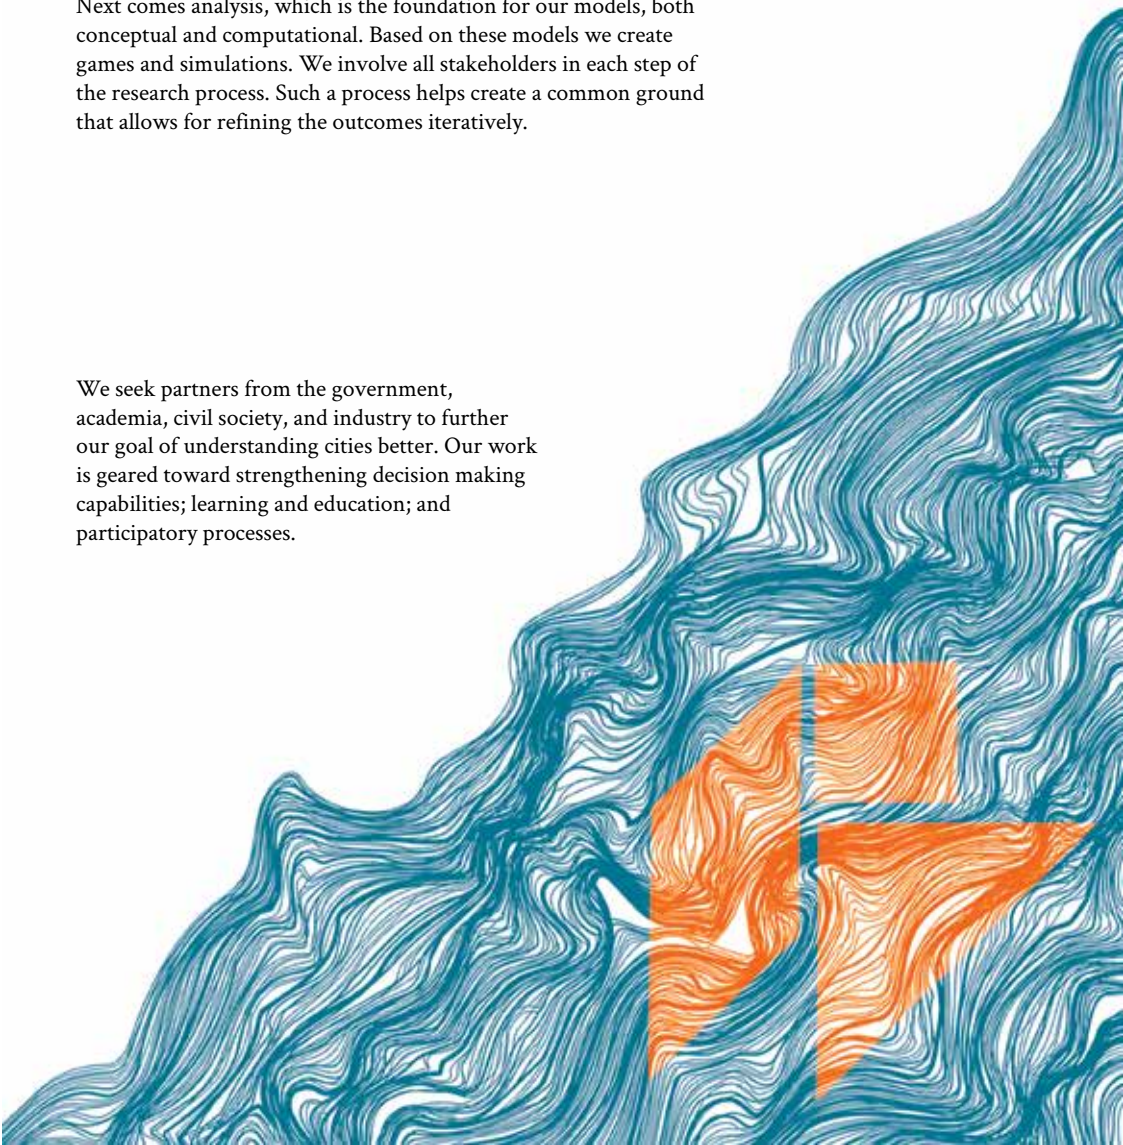 Next comes analysis, which is the foundation for our models, both
conceptual and computational. Based on these models we create
games and simulations. We involve all stakeholders in each step of
the research process. Such a process helps create a common ground
that allows for refining the outcomes iteratively.
We seek partners from the government,
academia, civil society, and industry to further
our goal of understanding cities better. Our work
is geared toward strengthening decision making
capabilities; learning and education; and
participatory processes.